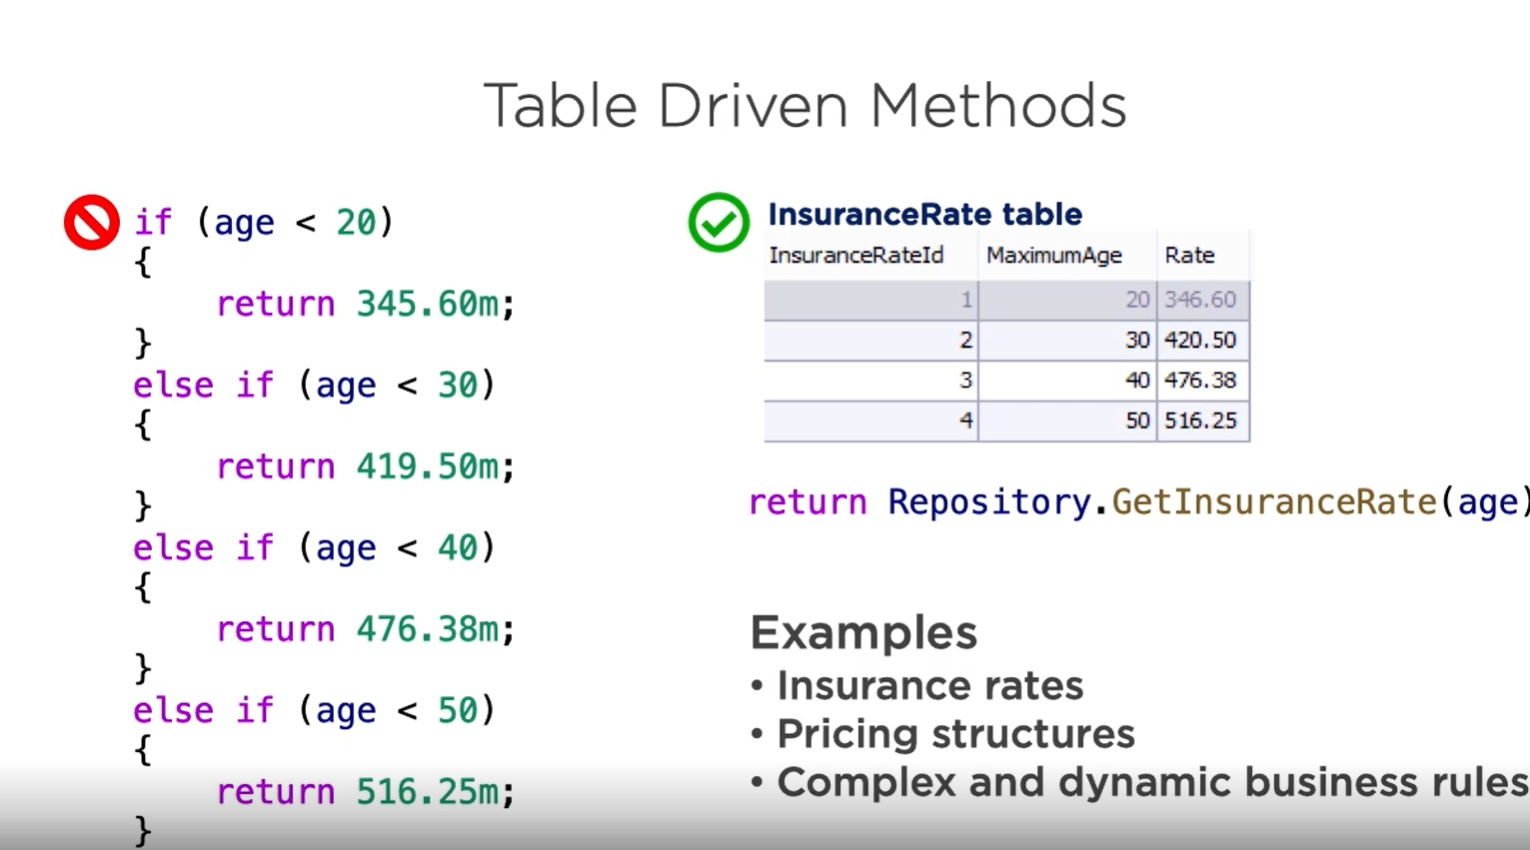 Table Driven Methods
if (age < 20)
{
return 345.60m;
}
else if (age < 30)
{
return 419.50m;
}
else if (age < 40)
{
return 476.38m;
}
else if (age < 50)
{
return 516.25m;
}
InsuranceRate table
InsuranceRateId MaximumAge Rate
1 20 346.60
2 30 420.50
3 40 476.38
4 50 516.25
return Repository.GetInsuranceRate(age)
Examples
• Insurance rates
• Pricing structures
• Complex and dynamic business rules